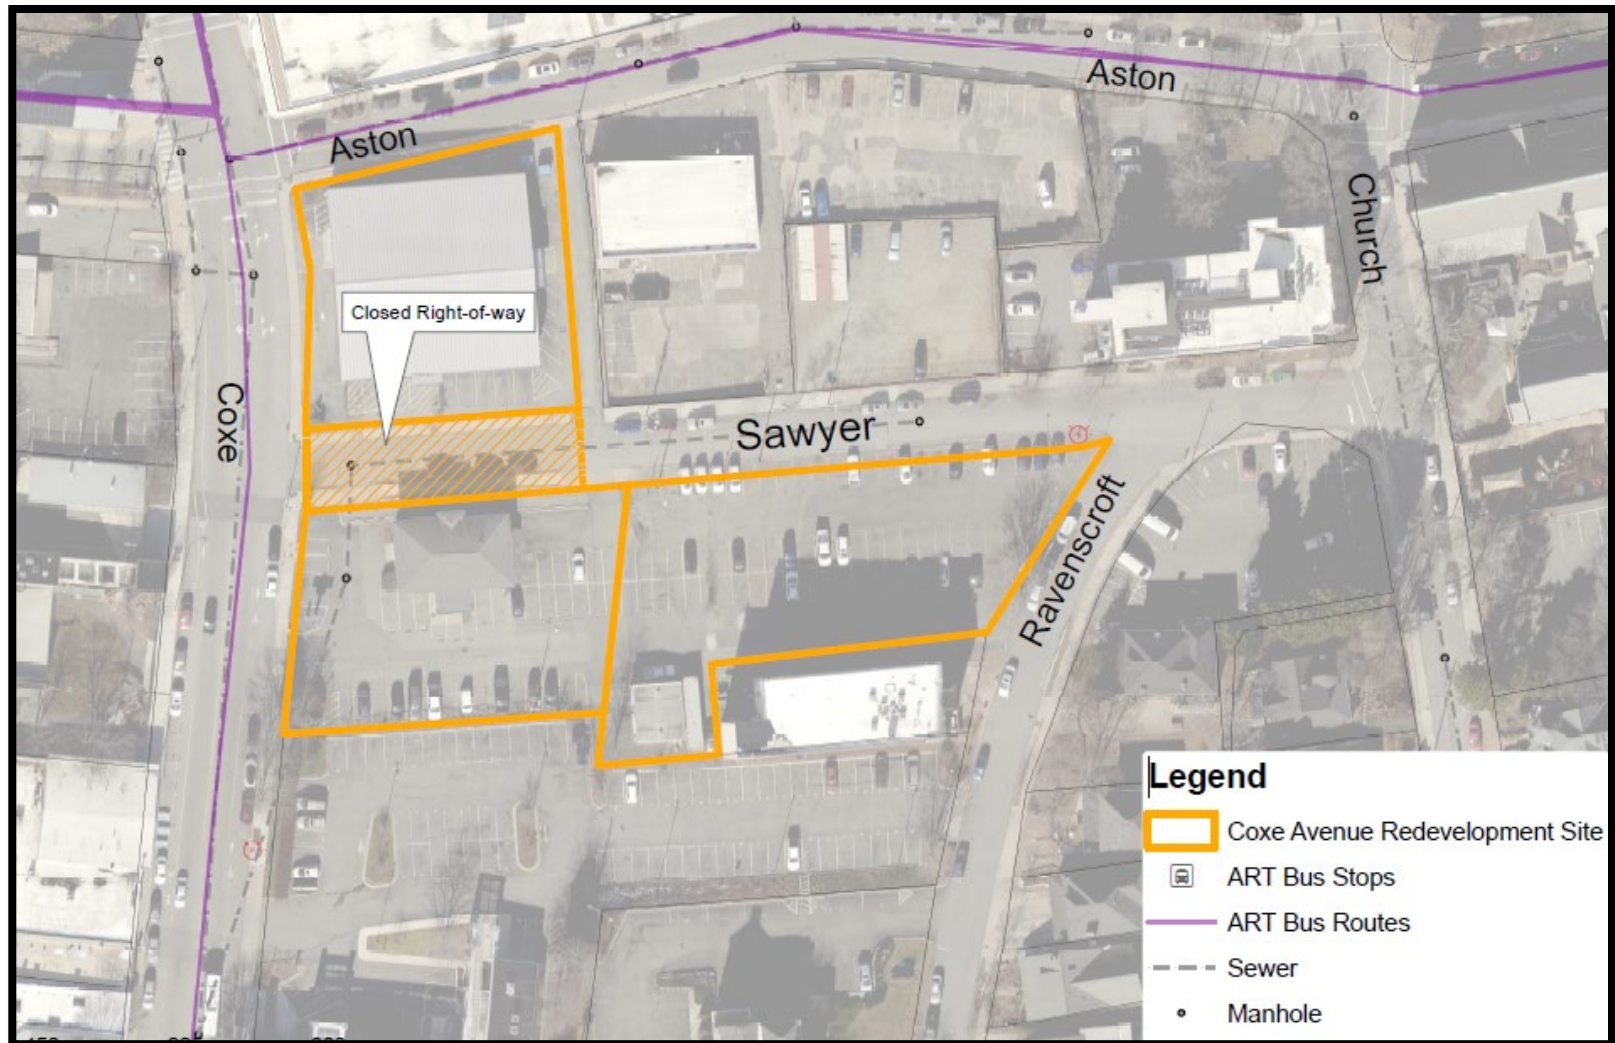 Aston
Aston
Church
Closed Right-of-way
Coxe
Sawyer
Ravenscroft
Legend
Coxe Avenue Redevelopment Site
ART Bus Stops
ART Bus Routes
Sewer
Manhole